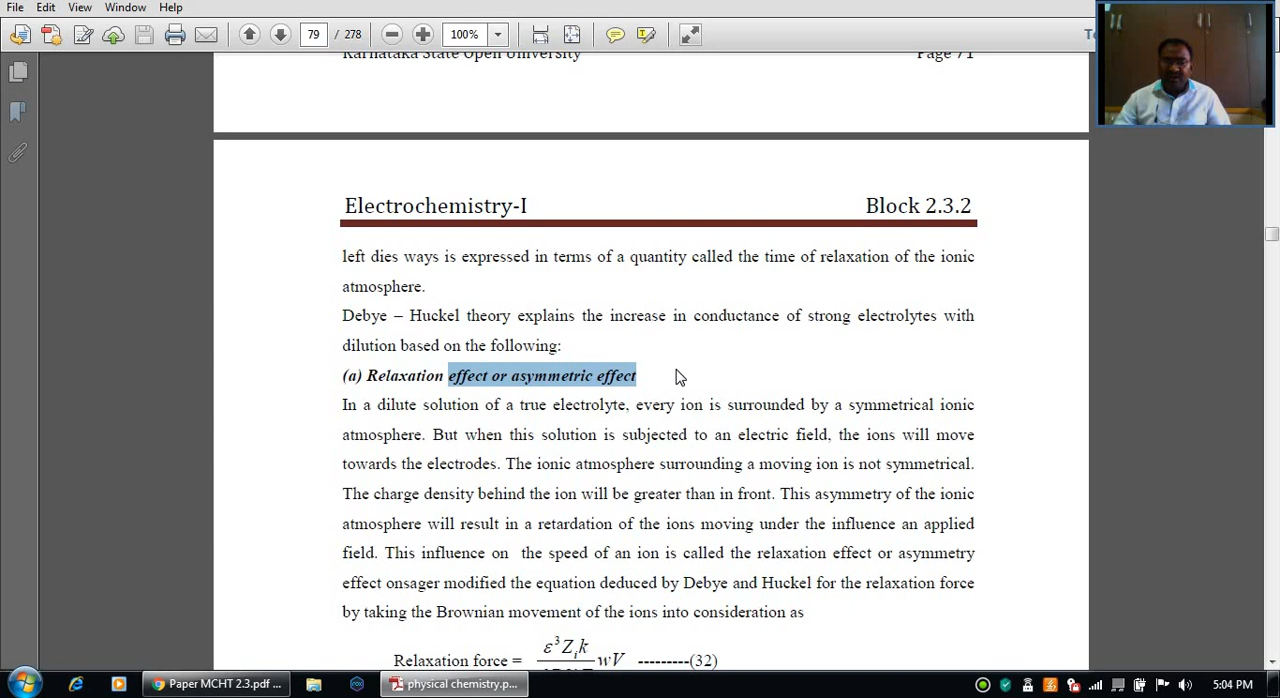 File Edit View Window Help
79 / 278 100%
Karnataka State Open University Page 71
Electrochemistry-I Block 2.3.2
left dies ways is expressed in terms of a quantity called the time of relaxation of the ionic
atmosphere.
Debye – Huckel theory explains the increase in conductance of strong electrolytes with
dilution based on the following:
(a) Relaxation effect or asymmetric effect
In a dilute solution of a true electrolyte, every ion is surrounded by a symmetrical ionic
atmosphere. But when this solution is subjected to an electric field, the ions will move
towards the electrodes. The ionic atmosphere surrounding a moving ion is not symmetrical.
The charge density behind the ion will be greater than in front. This asymmetry of the ionic
atmosphere will result in a retardation of the ions moving under the influence an applied
field. This influence on the speed of an ion is called the relaxation effect or asymmetry
effect onsager modified the equation deduced by Debye and Huckel for the relaxation force
by taking the Brownian movement of the ions into consideration as
ε³Zᵢk
Relaxation force = wV ---------(32)
Paper MCHT 2.3.pdf ... physical chemistry.p... 5:04 PM